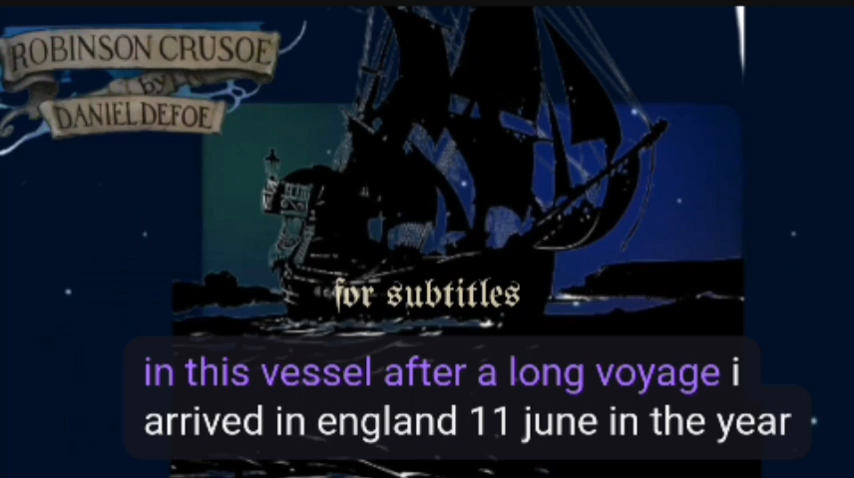 ROBINSON CRUSOE
by
DANIEL DEFOE
for subtitles
in this vessel after a long voyage i
arrived in england 11 june in the year